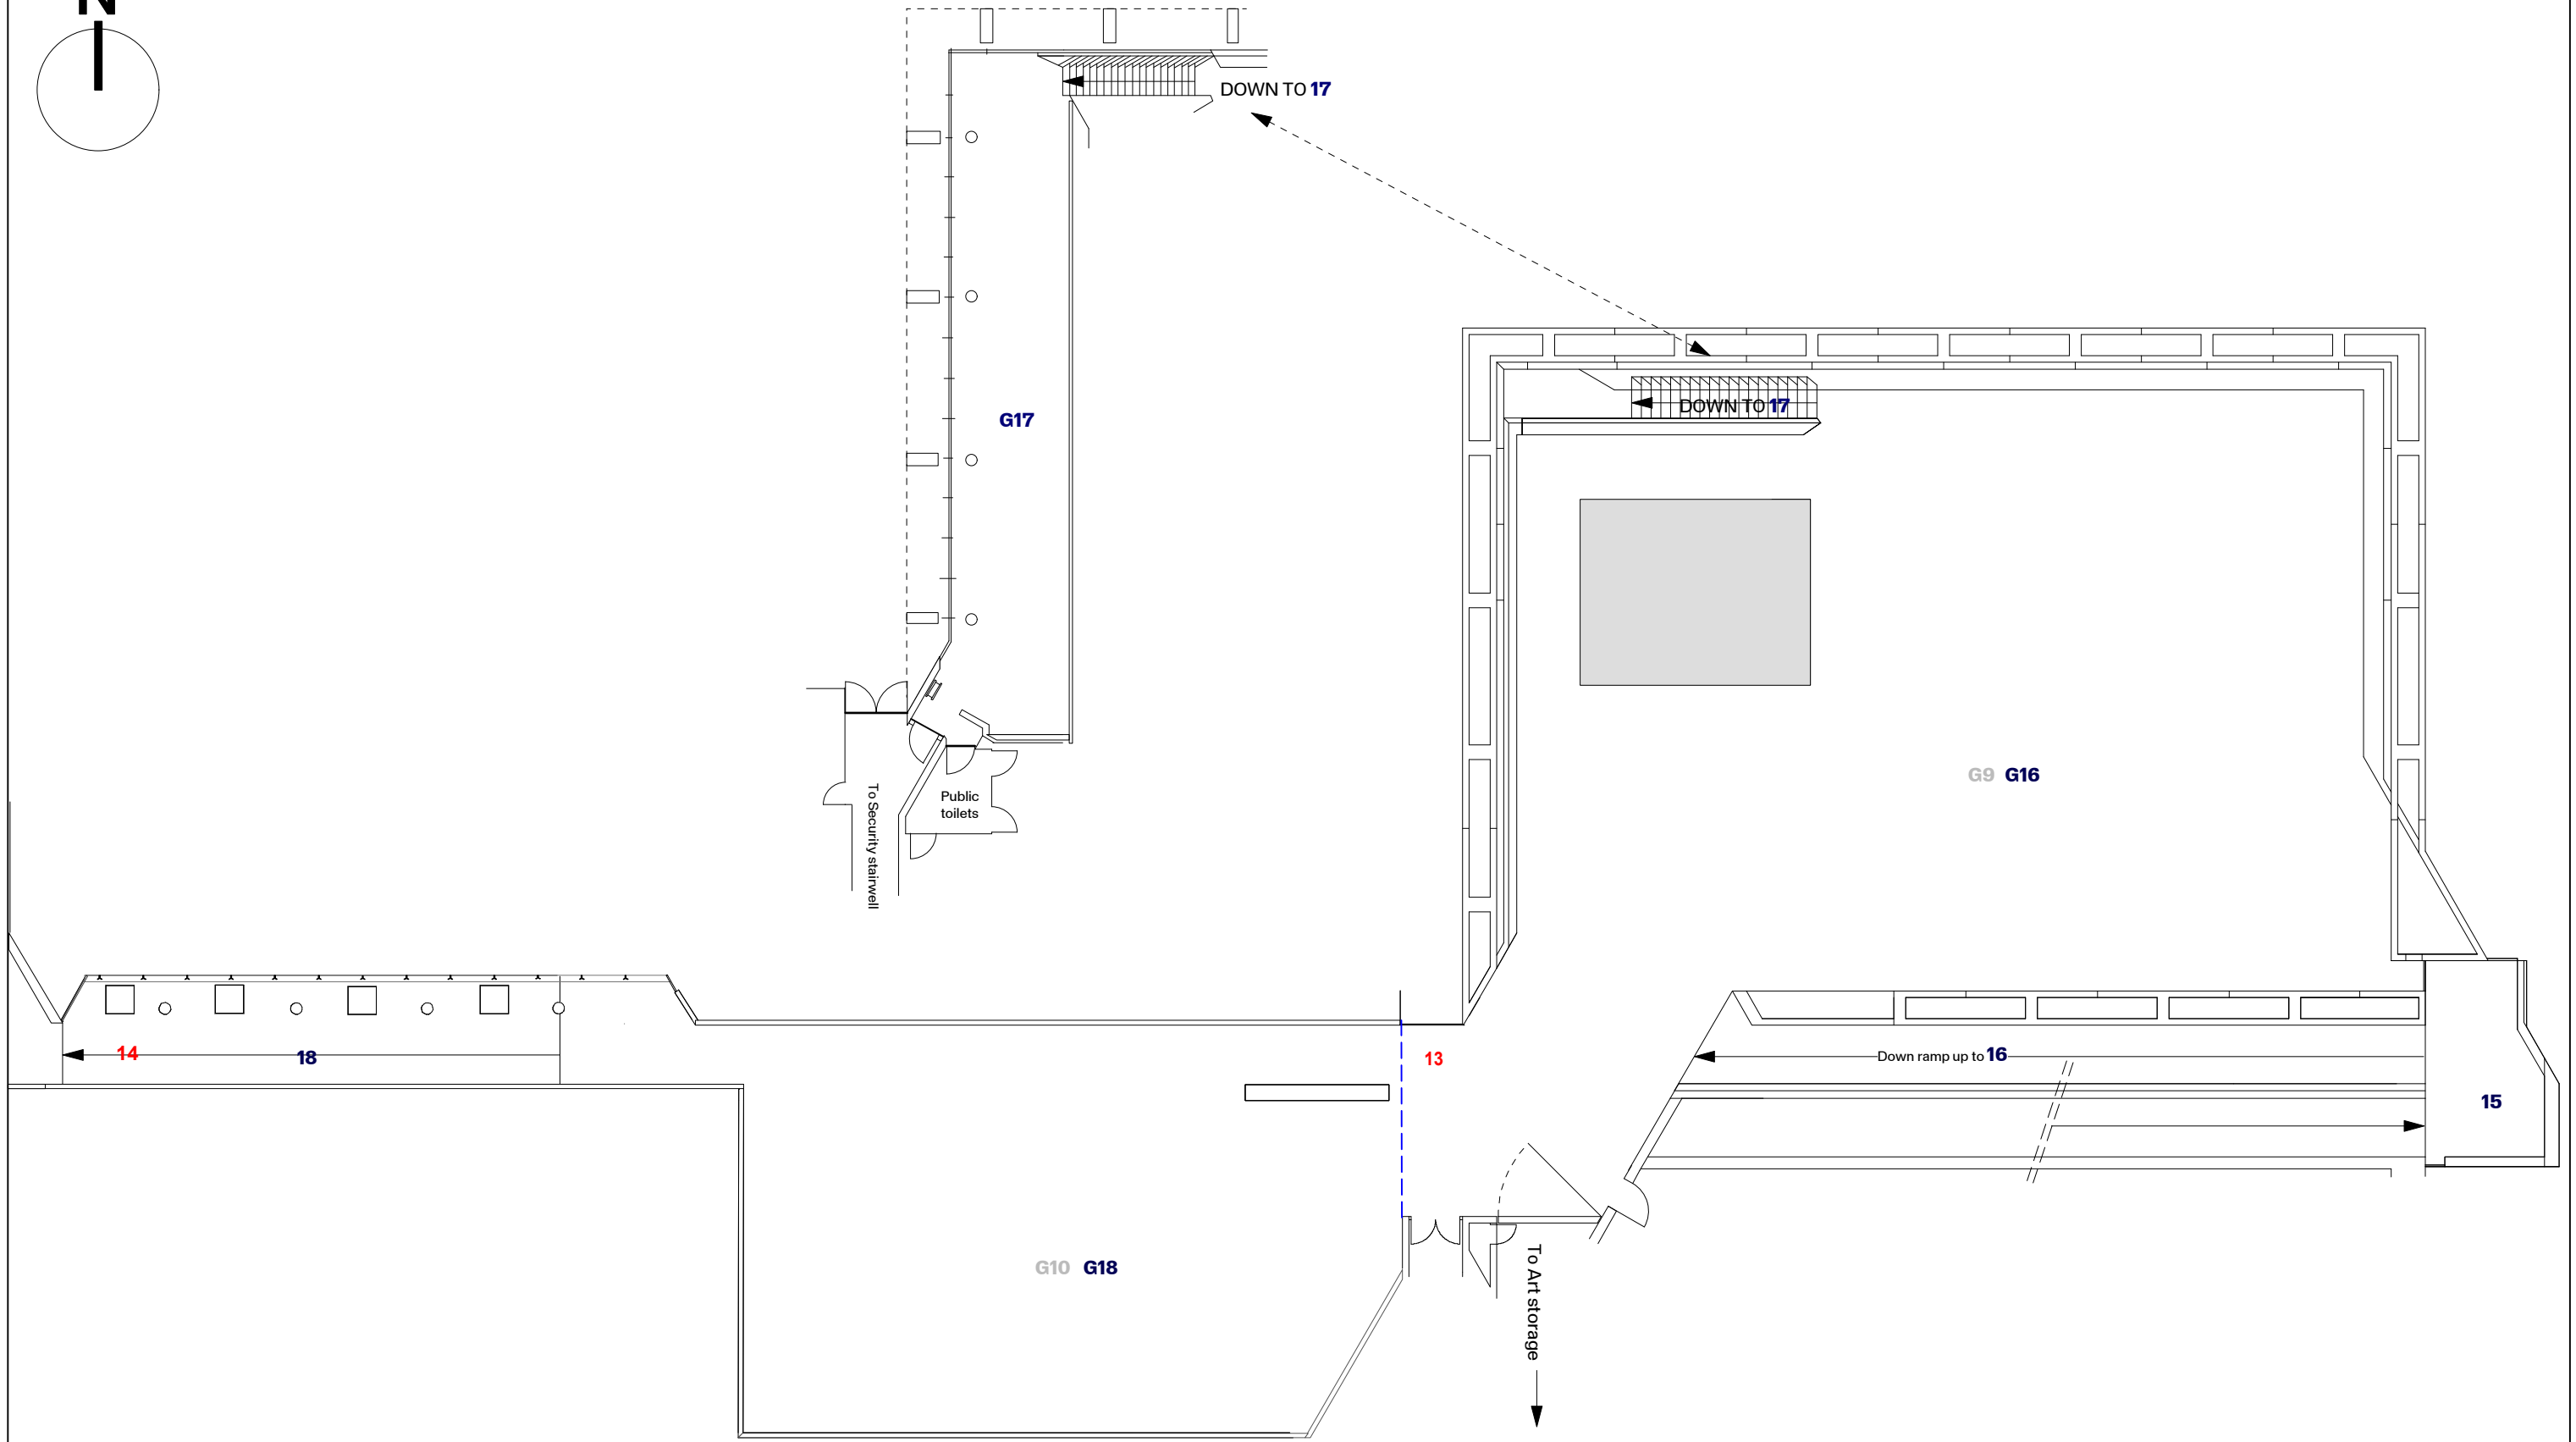 N
DOWN TO 17
DOWN TO 17
G17
G9 G16
Public
toilets
To Security stairwell
14
18
13
Down ramp up to 16
15
G10 G18
To Art storage